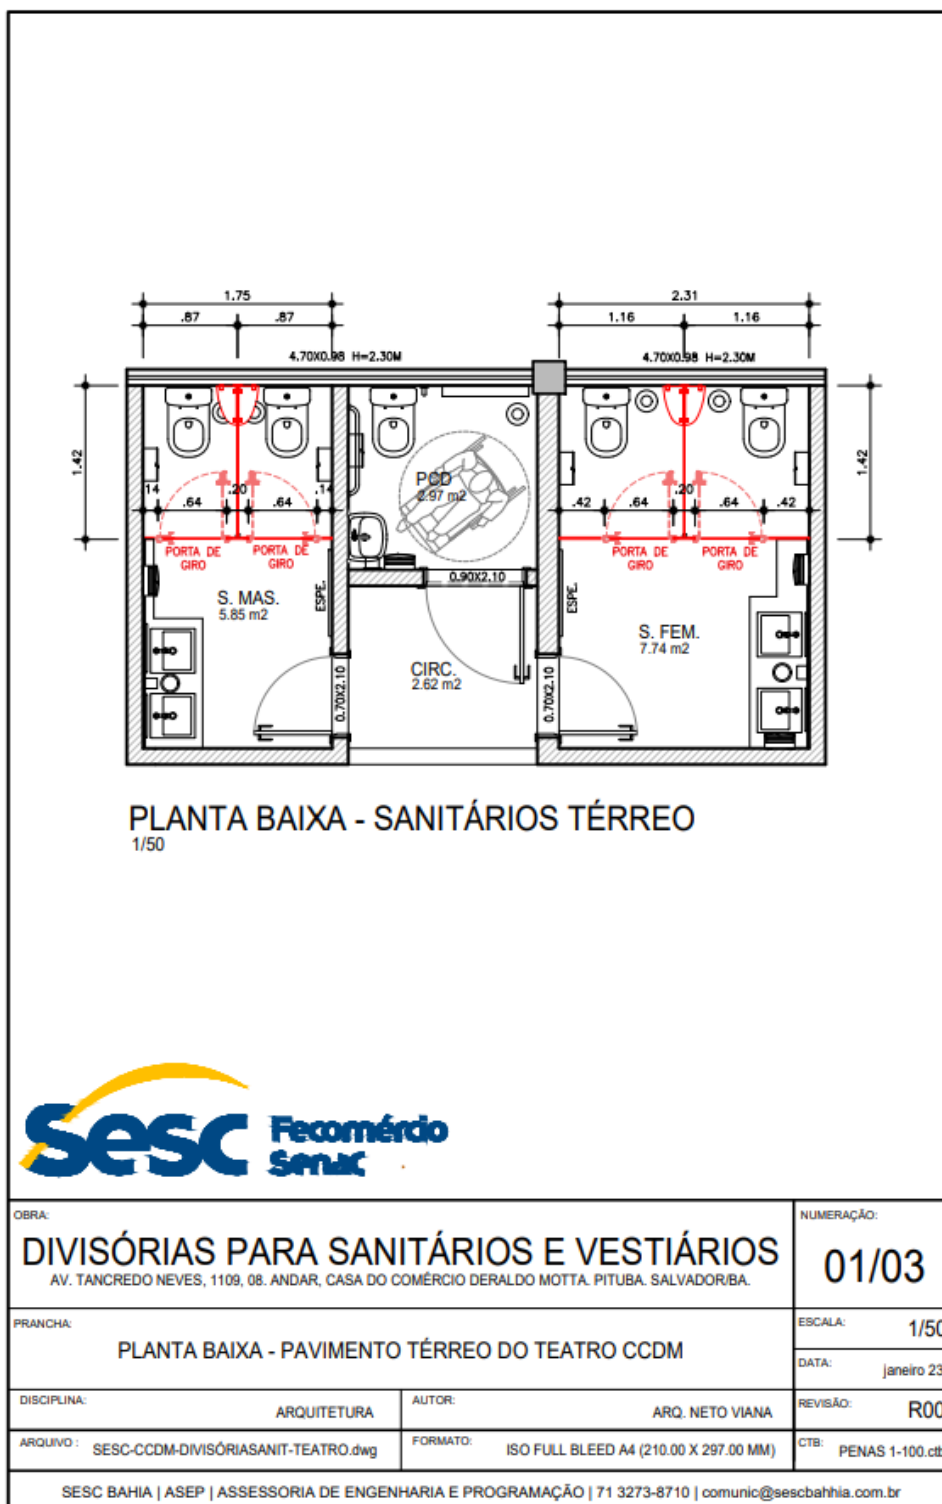 1.75
2.31
.87 .87
1.16 1.16
4.70X0.98 H=2.30M
4.70X0.98 H=2.30M
1.42
1.42
PCD
2.97 m2
.14 .64 .20 .64 .14
.42 .64 .20 .64 .42
PORTA DE
GIRO
PORTA DE
GIRO
PORTA DE
GIRO
PORTA DE
GIRO
0.90X2.10
S. MAS.
5.85 m2
ESPE.
ESPE.
S. FEM.
7.74 m2
CIRC.
2.62 m2
0.70X2.10
0.70X2.10
PLANTA BAIXA - SANITÁRIOS TÉRREO
1/50
Sesc Fecomércio
Senac
OBRA:
DIVISÓRIAS PARA SANITÁRIOS E VESTIÁRIOS
AV. TANCREDO NEVES, 1109, 08. ANDAR, CASA DO COMÉRCIO DERALDO MOTTA. PITUBA. SALVADOR/BA.
NUMERAÇÃO:
01/03
PRANCHA:
PLANTA BAIXA - PAVIMENTO TÉRREO DO TEATRO CCDM
ESCALA: 1/50
DATA: janeiro 23
DISCIPLINA: ARQUITETURA
AUTOR: ARQ. NETO VIANA
REVISÃO: R00
ARQUIVO : SESC-CCDM-DIVISÓRIASANIT-TEATRO.dwg
FORMATO: ISO FULL BLEED A4 (210.00 X 297.00 MM)
CTB: PENAS 1-100.ctb
SESC BAHIA | ASEP | ASSESSORIA DE ENGENHARIA E PROGRAMAÇÃO | 71 3273-8710 | comunic@sescbahhia.com.br